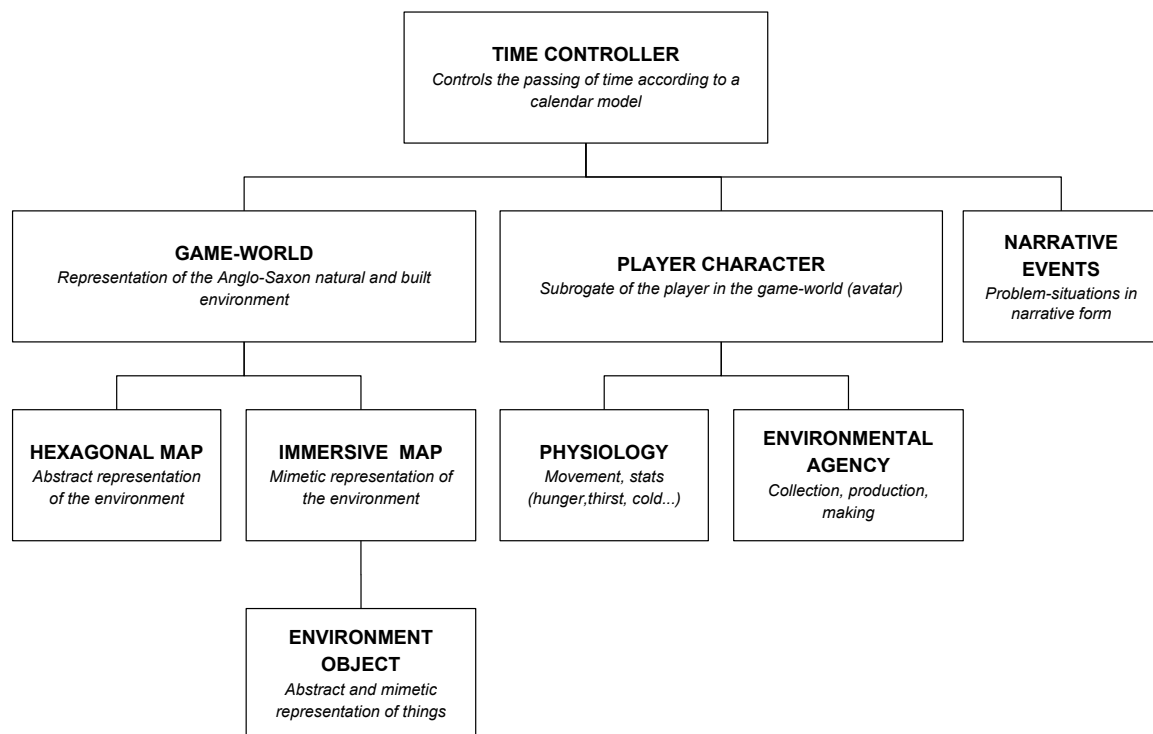 TIME CONTROLLER
Controls the passing of time according to a
calendar model
GAME-WORLD
Representation of the Anglo-Saxon natural and built
environment
PLAYER CHARACTER
Subrogate of the player in the game-world (avatar)
NARRATIVE
EVENTS
Problem-situations in
narrative form
HEXAGONAL MAP
Abstract representation
of the environment
IMMERSIVE MAP
Mimetic representation of
the environment
PHYSIOLOGY
Movement, stats
(hunger,thirst, cold...)
ENVIRONMENTAL
AGENCY
Collection, production,
making
ENVIRONMENT
OBJECT
Abstract and mimetic
representation of things